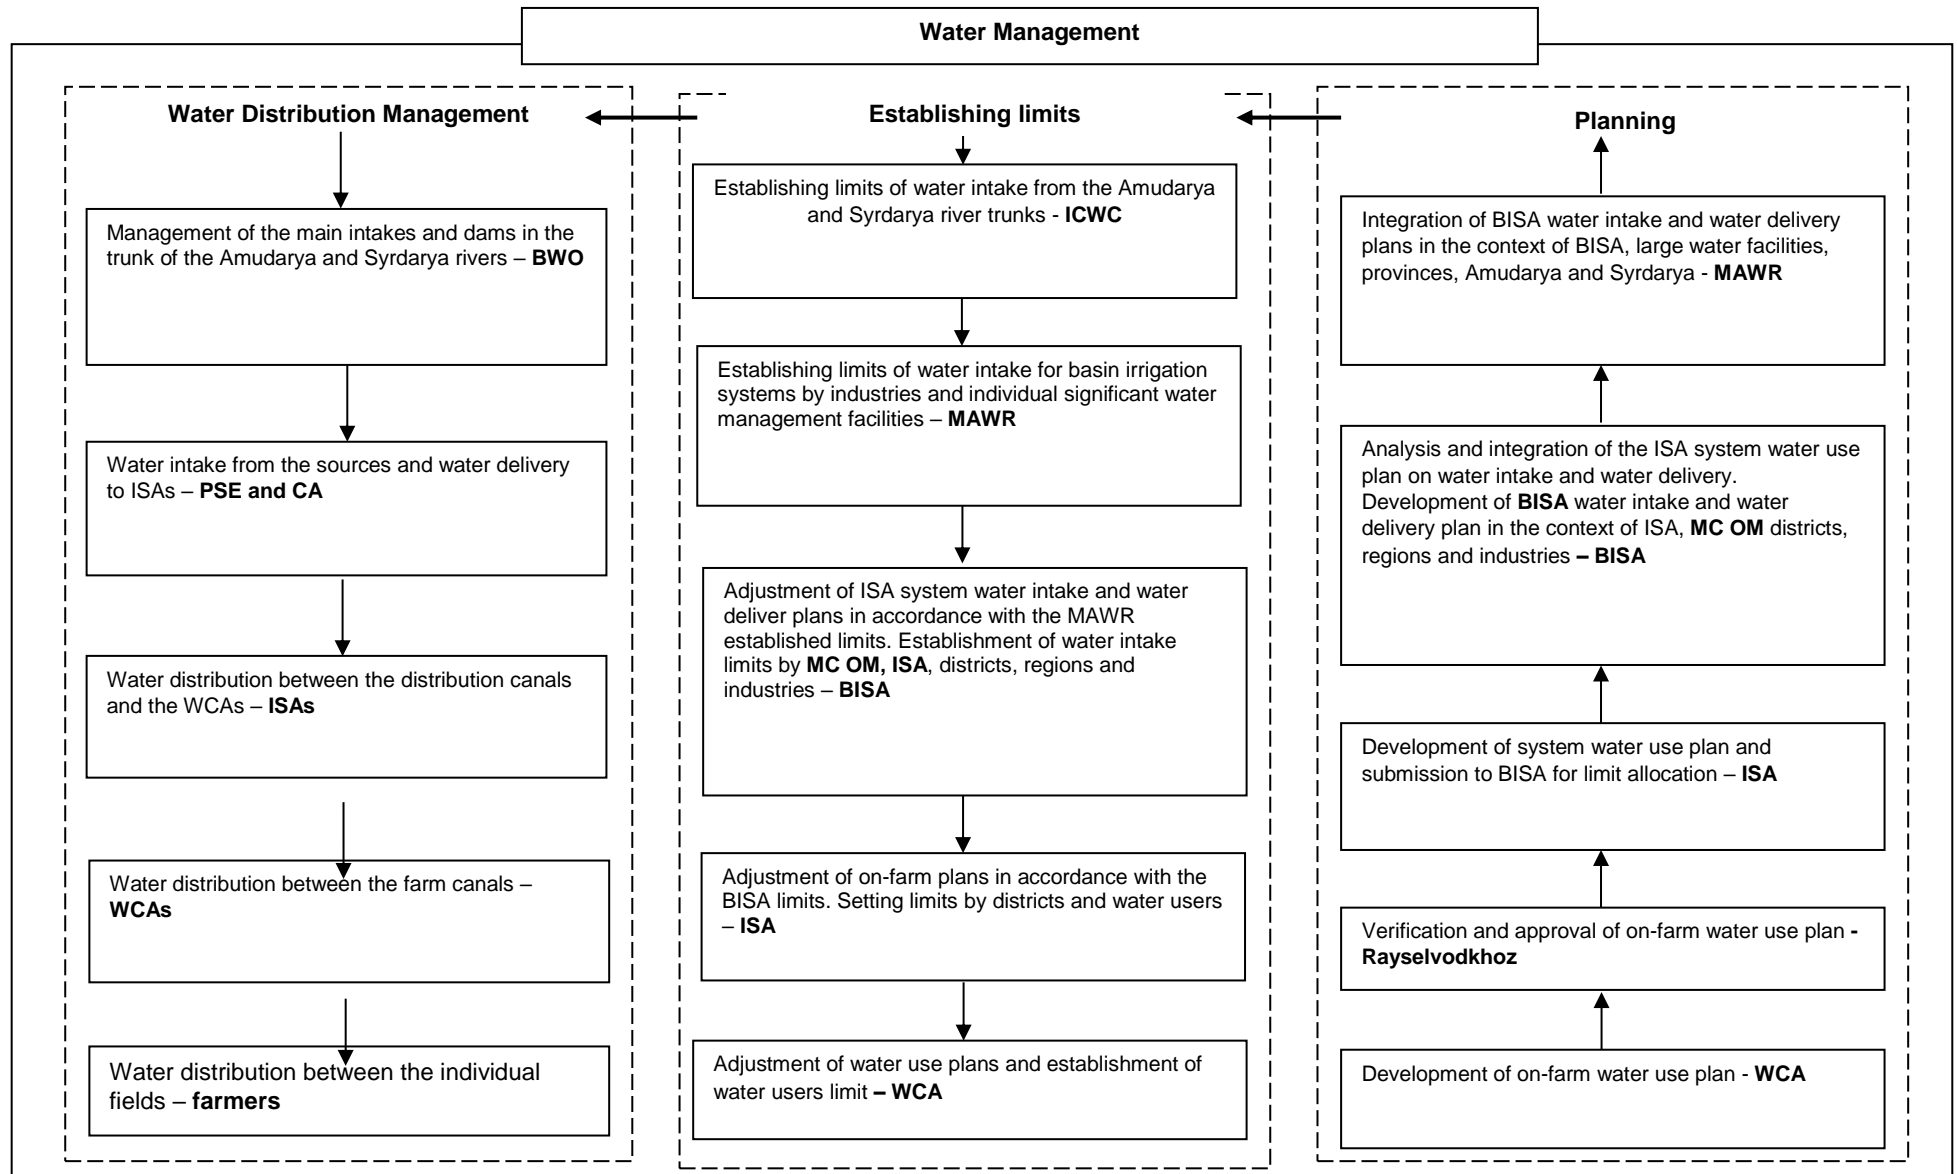 Water Management
Water Distribution Management
Management of the main intakes and dams in the
trunk of the Amudarya and Syrdarya rivers – BWO
Water intake from the sources and water delivery
to ISAs – PSE and CA
Water distribution between the distribution canals
and the WCAs – ISAs
Water distribution between the farm canals –
WCAs
Water distribution between the individual
fields – farmers
Establishing limits
Establishing limits of water intake from the Amudarya
and Syrdarya river trunks - ICWC
Establishing limits of water intake for basin irrigation
systems by industries and individual significant water
management facilities – MAWR
Adjustment of ISA system water intake and water
deliver plans in accordance with the MAWR
established limits. Establishment of water intake
limits by MC OM, ISA, districts, regions and
industries – BISA
Adjustment of on-farm plans in accordance with the
BISA limits. Setting limits by districts and water users
– ISA
Adjustment of water use plans and establishment of
water users limit – WCA
Planning
Integration of BISA water intake and water delivery
plans in the context of BISA, large water facilities,
provinces, Amudarya and Syrdarya - MAWR
Analysis and integration of the ISA system water use
plan on water intake and water delivery.
Development of BISA water intake and water
delivery plan in the context of ISA, MC OM districts,
regions and industries – BISA
Development of system water use plan and
submission to BISA for limit allocation – ISA
Verification and approval of on-farm water use plan -
Rayselvodkhoz
Development of on-farm water use plan - WCA